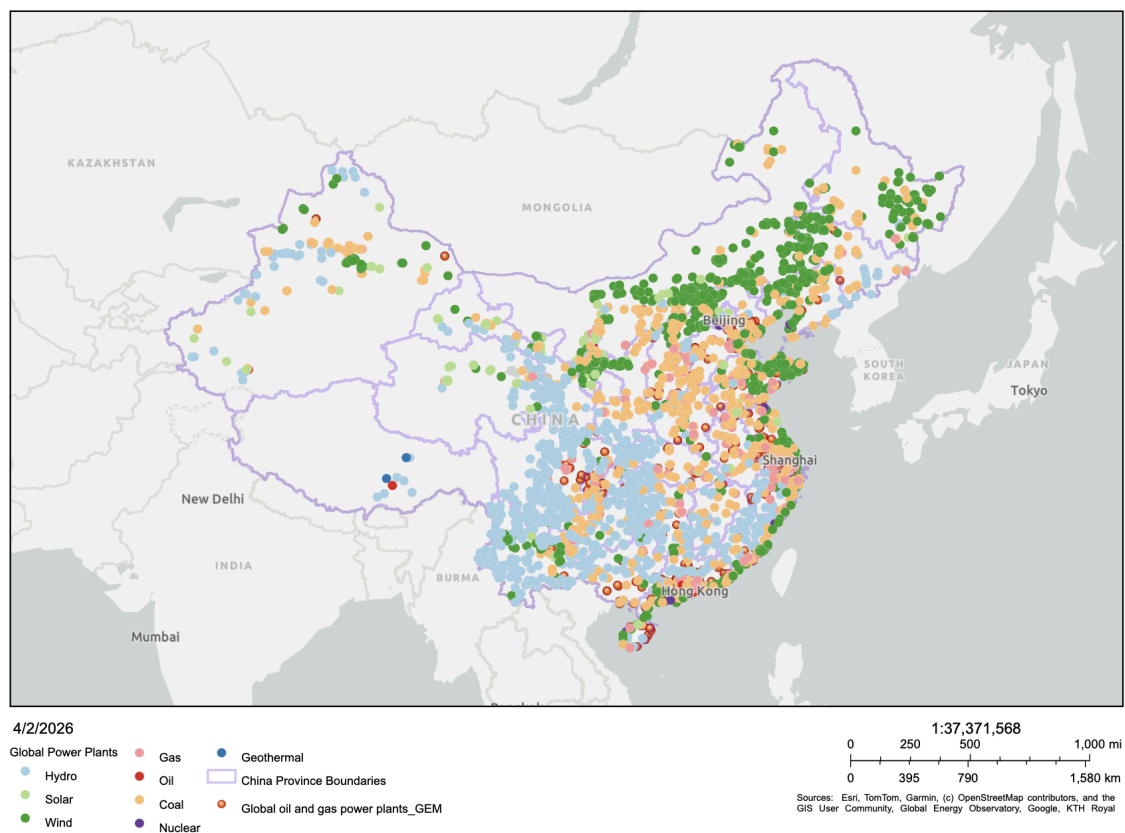 KAZAKHSTAN
MONGOLIA
Beijing
SOUTH
KOREA
JAPAN
Tokyo
CHINA
Shanghai
New Delhi
INDIA
BURMA
Hong Kong
Mumbai
4/2/2026
Global Power Plants
Hydro
Solar
Wind
Gas
Oil
Coal
Nuclear
Geothermal
China Province Boundaries
Global oil and gas power plants_GEM
1:37,371,568
0 250 500 1,000 mi
0 395 790 1,580 km
Sources: Esri, TomTom, Garmin, (c) OpenStreetMap contributors, and the
GIS User Community, Global Energy Observatory, Google, KTH Royal